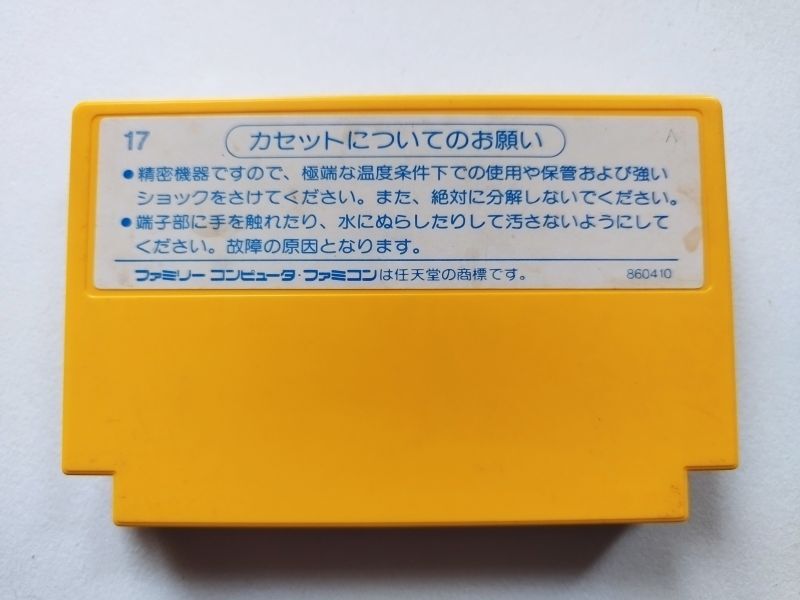 17 カセットについてのお願い
●精密機器ですので、極端な温度条件下での使用や保管および強い
ショックをさけてください。また、絶対に分解しないでください。
●端子部に手を触れたり、水にぬらしたりして汚さないようにして
ください。故障の原因となります。
ファミリー コンピュータ・ファミコンは任天堂の商標です。 860410